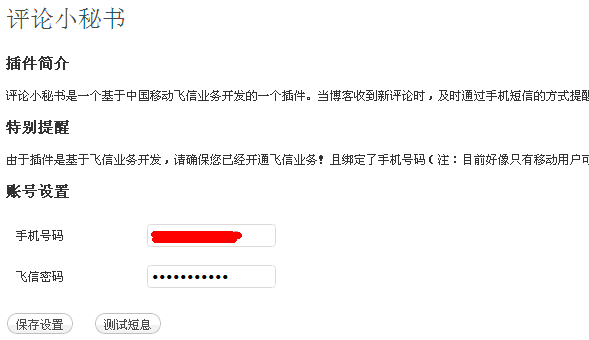 评论小秘书
插件简介
评论小秘书是一个基于中国移动飞信业务开发的一个插件。当博客收到新评论时，及时通过手机短信的方式提醒
特别提醒
由于插件是基于飞信业务开发，请确保您已经开通飞信业务！且绑定了手机号码（注：目前好像只有移动用户可
账号设置
手机号码
飞信密码 •••••••••••
保存设置 测试短息